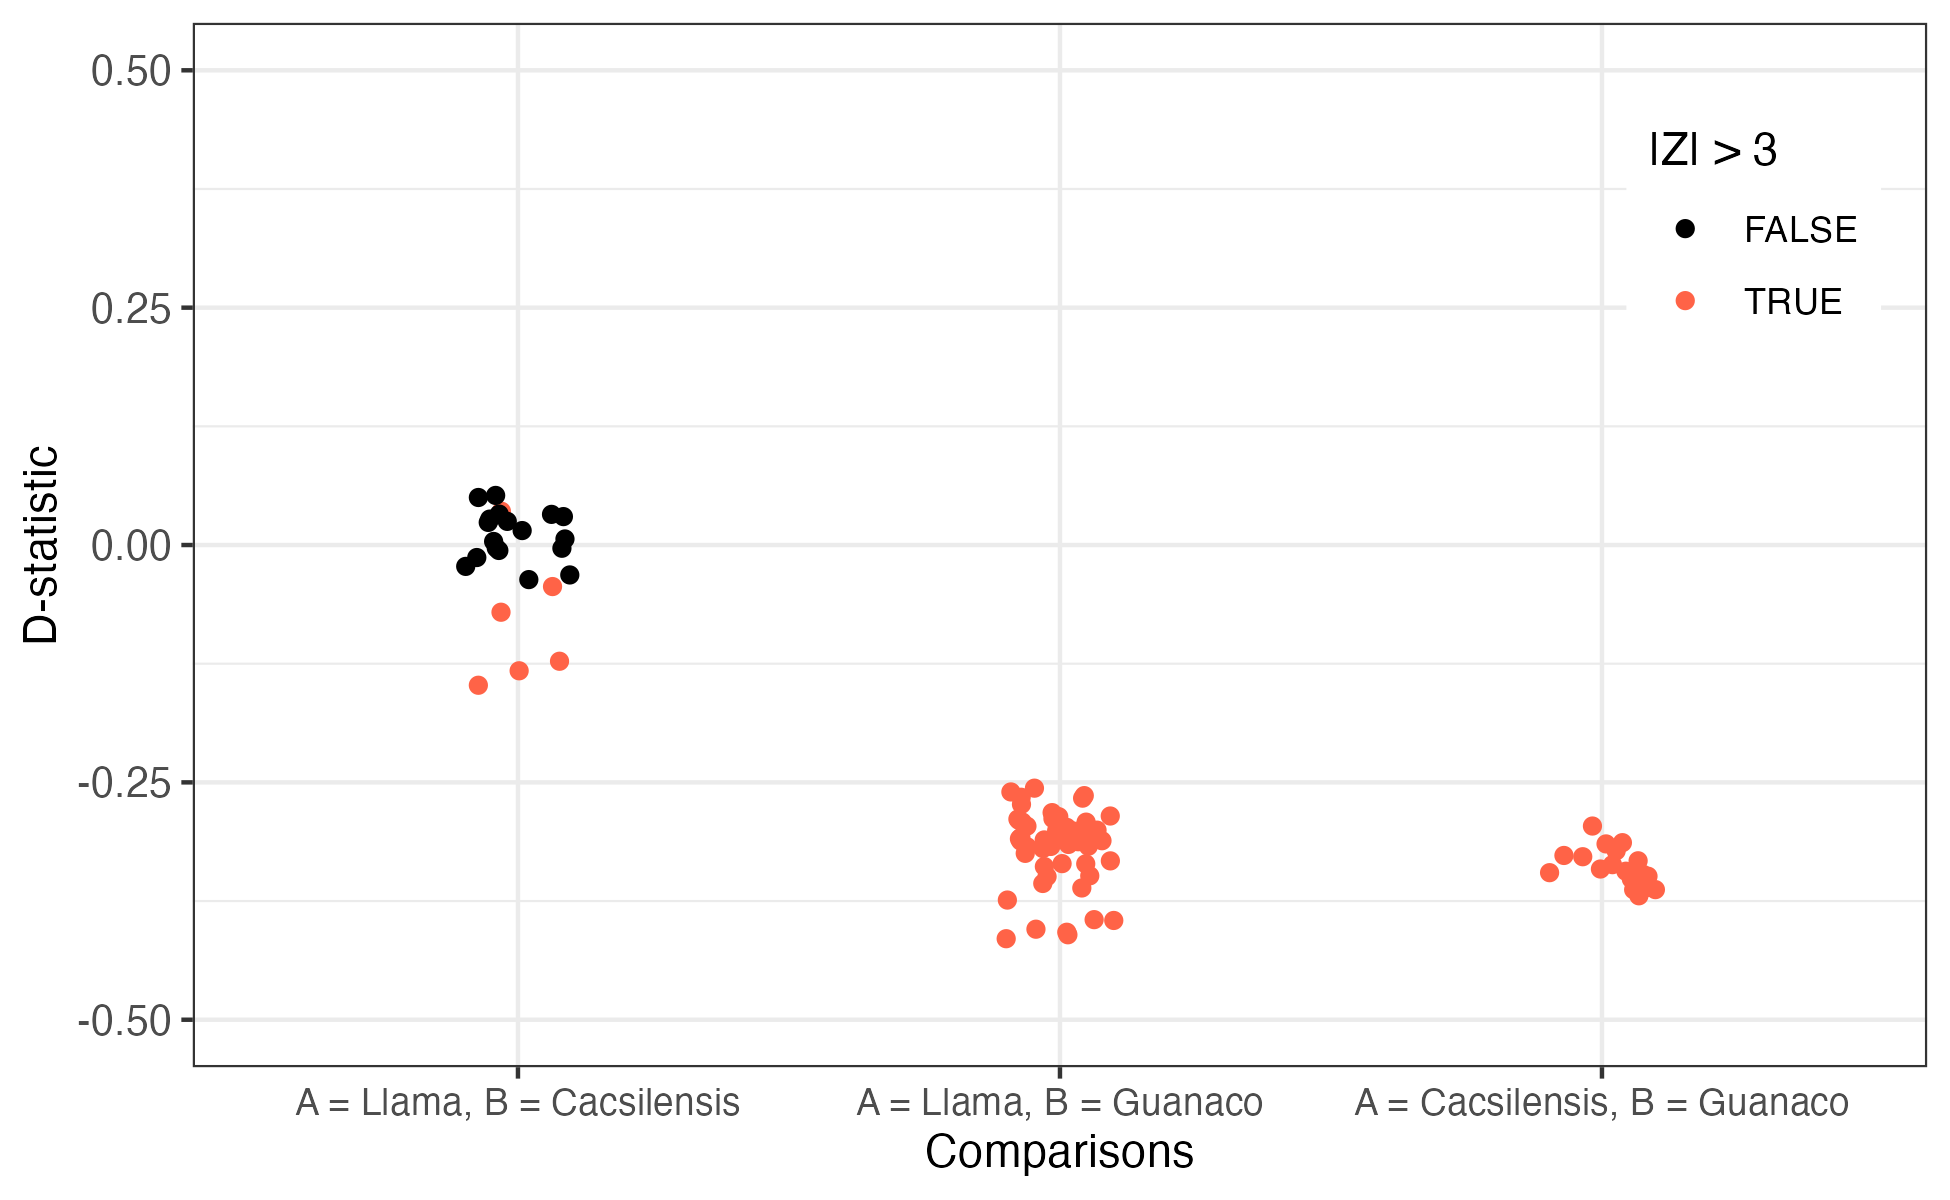 0.50
0.25
0.00
-0.25
-0.50
D-statistic
|Z| > 3
FALSE
TRUE
A = Llama, B = Cacsilensis
A = Llama, B = Guanaco
A = Cacsilensis, B = Guanaco
Comparisons